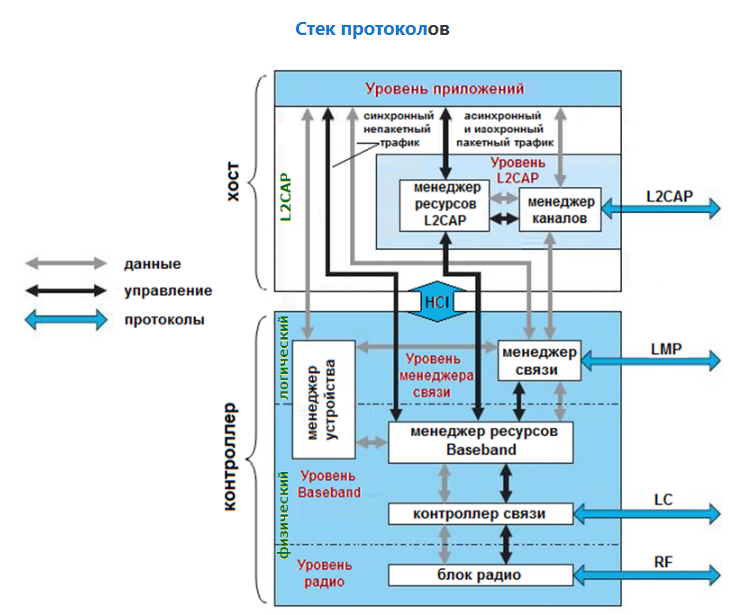 Стек протоколов
Уровень приложений
синхронный
непакетный
трафик
асинхронный
и изохронный
пакетный трафик
Уровень
L2CAP
менеджер
ресурсов
L2CAP
менеджер
каналов
L2CAP
хост
L2CAP
данные
управление
протоколы
HCI
контроллер
логический
физический
менеджер
устройства
Уровень
менеджера
связи
менеджер
связи
LMP
менеджер ресурсов
Baseband
Уровень
Baseband
контроллер связи
LC
Уровень
радио
блок радио
RF